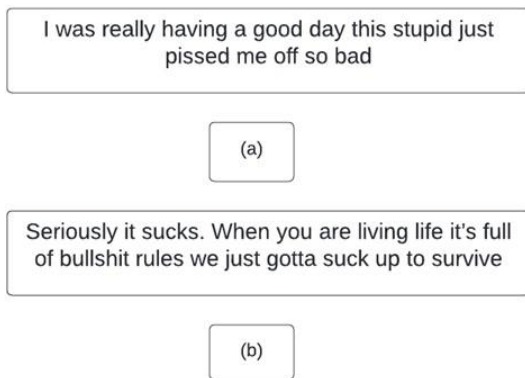 I was really having a good day this stupid just
pissed me off so bad
(a)
Seriously it sucks. When you are living life it's full
of bullshit rules we just gotta suck up to survive
(b)